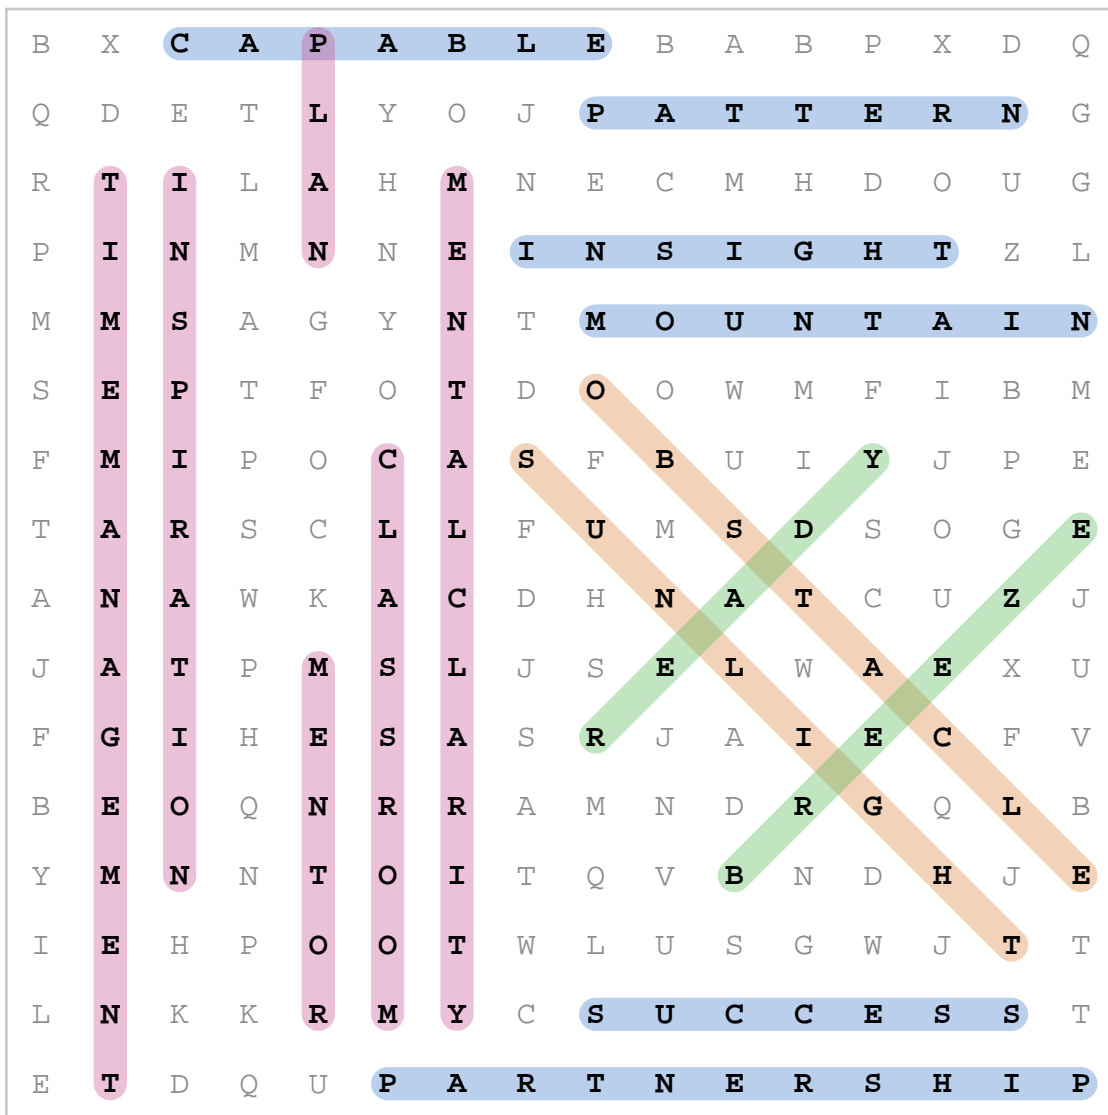 B X C A P A B L E B A B P X D Q
Q D E T L Y O J P A T T E R N G
R T I L A H M N E C M H D O U G
P I N M N N E I N S I G H T Z L
M M S A G Y N T M O U N T A I N
S E P T F O T D O O W M F I B M
F M I P O C A S F B U I Y J P E
T A R S C L L F U M S D S O G E
A N A W K A C D H N A T C U Z J
J A T P M S L J S E L W A E X U
F G I H E S A S R J A I E C F V
B E O Q N R R A M N D R G Q L B
Y M N N T O I T Q V B N D H J E
I E H P O O T W L U S G W J T T
L N K K R M Y C S U C C E S S T
E T D Q U P A R T N E R S H I P